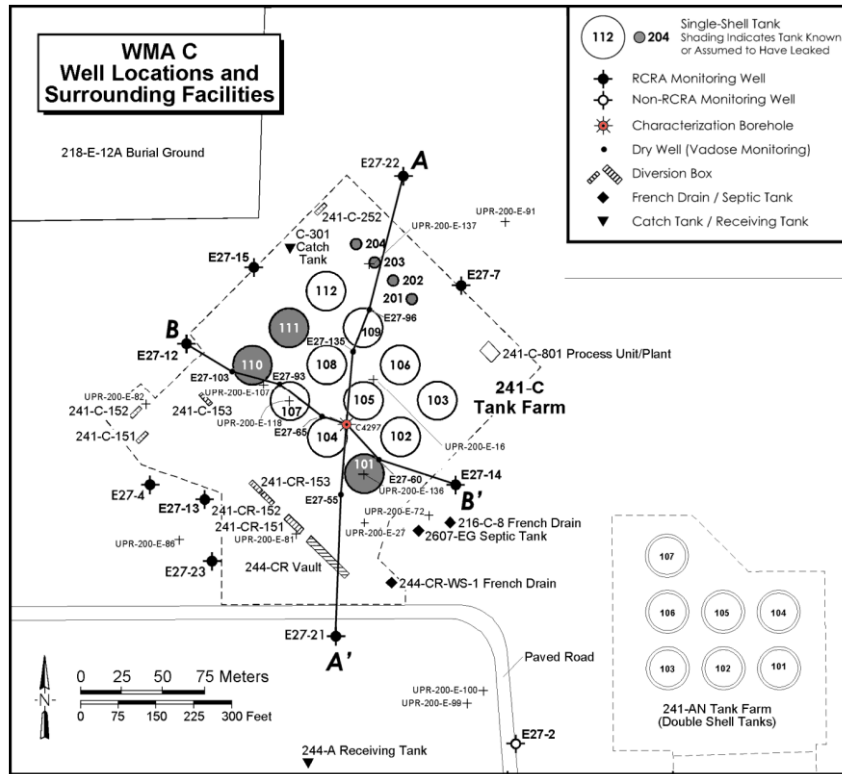 WMA C
Well Locations and
Surrounding Facilities
112
204
Single-Shell Tank
Shading Indicates Tank Known
or Assumed to Have Leaked
RCRA Monitoring Well
Non-RCRA Monitoring Well
Characterization Borehole
Dry Well (Vadose Monitoring)
Diversion Box
French Drain / Septic Tank
Catch Tank / Receiving Tank
218-E-12A Burial Ground
E27-22
A
UPR-200-E-91
241-C-252
UPR-200-E-137
C-301
Catch
Tank
204
203
202
201
E27-15
E27-7
112
E27-96
111
109
B
E27-12
E27-135
241-C-801 Process Unit/Plant
110
108
106
E27-103
E27-93
241-C
Tank Farm
UPR-200-E-82
UPR-200-E-107
241-C-152
241-C-153
107
105
103
UPR-200-E-118
241-C-151
E27-65
C4297
104
102
UPR-200-E-16
101
E27-60
E27-14
E27-4
241-CR-153
UPR-200-E-136
B'
E27-13
E27-55
241-CR-152
UPR-200-E-72
216-C-8 French Drain
241-CR-151
UPR-200-E-27
2607-EG Septic Tank
UPR-200-E-86
UPR-200-E-81
E27-23
244-CR Vault
244-CR-WS-1 French Drain
107
106
105
104
E27-21
A'
Paved Road
103
102
101
241-AN Tank Farm
(Double Shell Tanks)
N
0 25 50 75 Meters
0 75 150 225 300 Feet
UPR-200-E-100
UPR-200-E-99
E27-2
244-A Receiving Tank